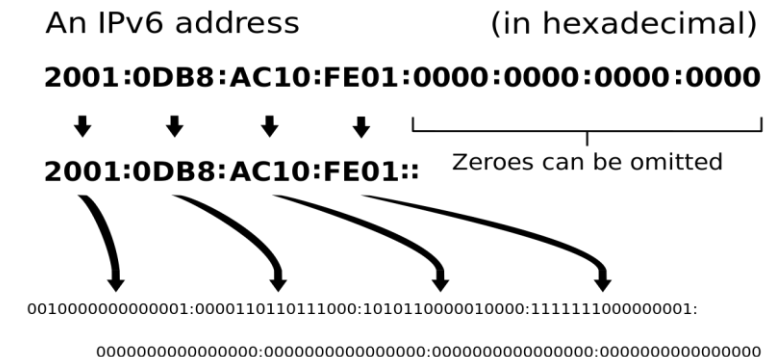 An IPv6 address (in hexadecimal)
2001:0DB8:AC10:FE01:0000:0000:0000:0000
2001:0DB8:AC10:FE01::
Zeroes can be omitted
0010000000000001:0000110110111000:1010110000010000:1111111000000001:
0000000000000000:0000000000000000:0000000000000000:0000000000000000